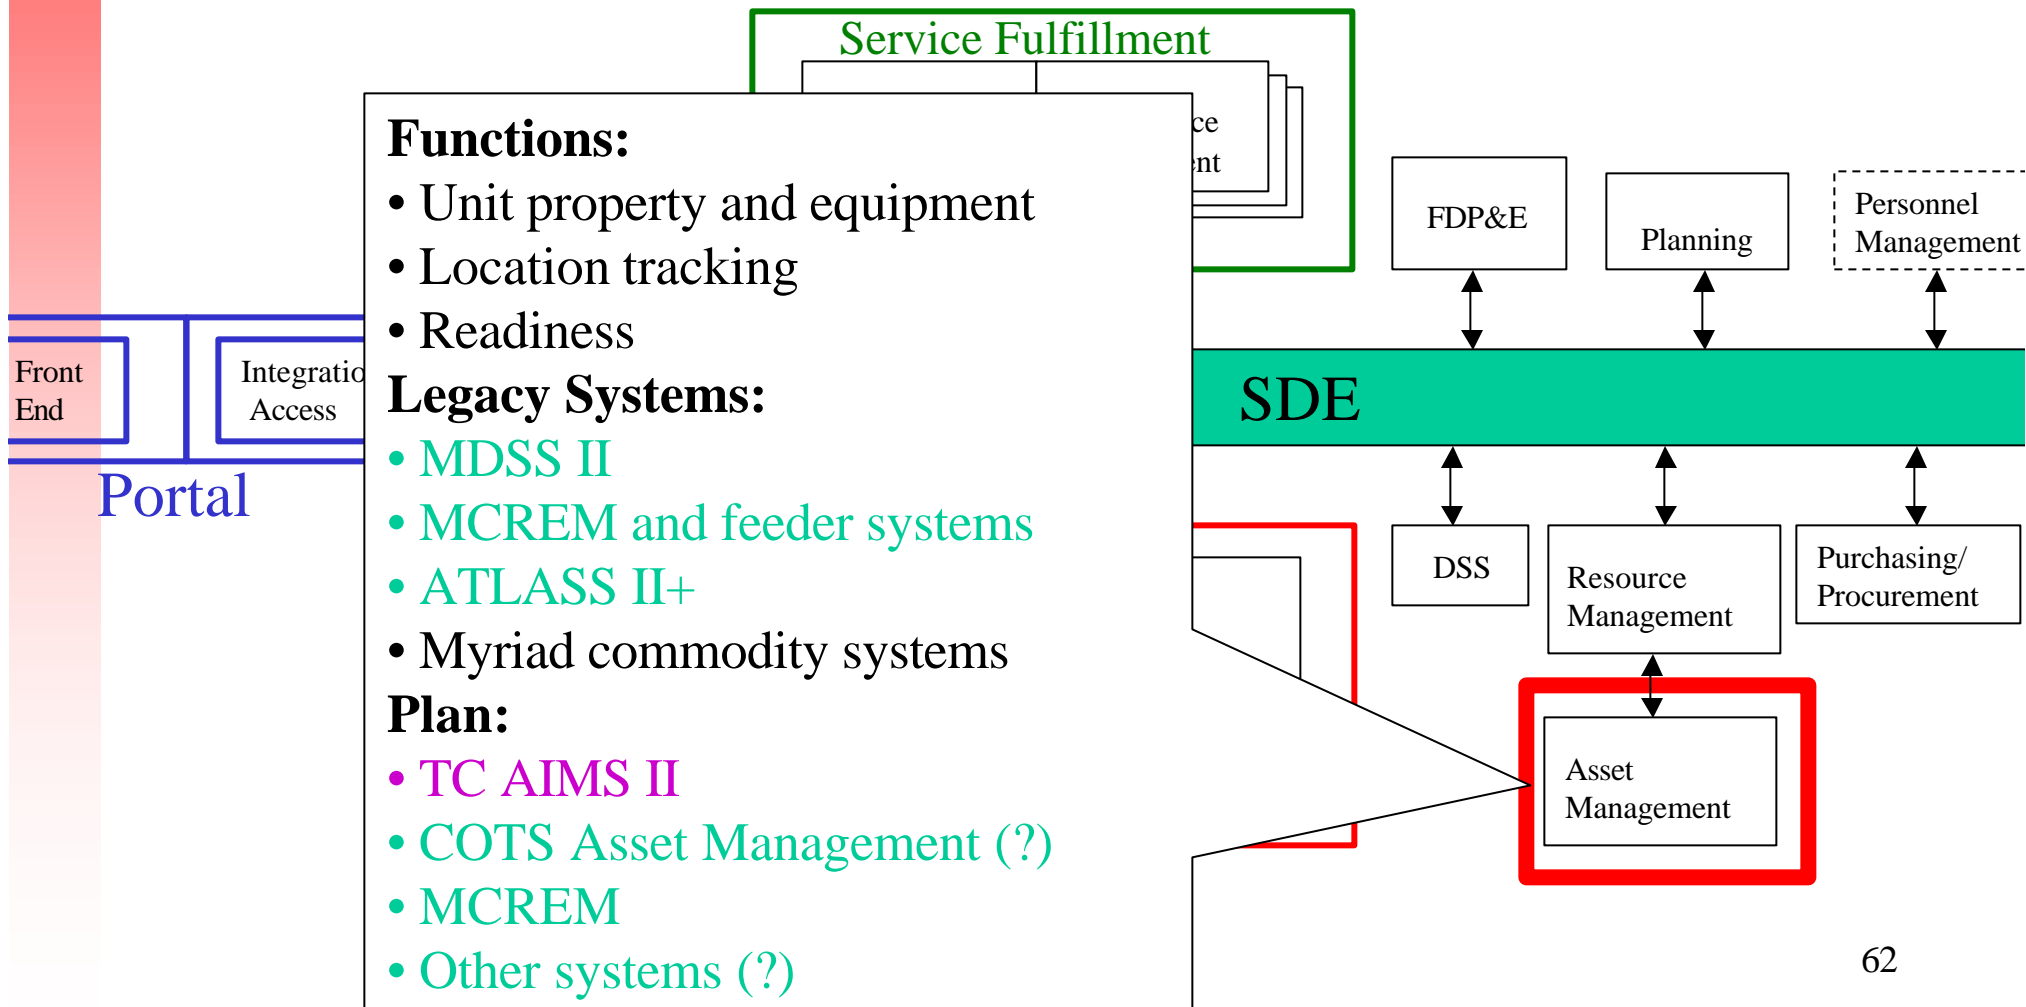 Service Fulfillment
Functions:
• Unit property and equipment
• Location tracking
• Readiness
Legacy Systems:
• MDSS II
• MCREM and feeder systems
• ATLASS II+
• Myriad commodity systems
Plan:
• TC AIMS II
• COTS Asset Management (?)
• MCREM
• Other systems (?)
FDP&E
Planning
Personnel
Management
Front
End
Access
Portal
SDE
DSS
Resource
Management
Purchasing/
Procurement
Asset
Management
62